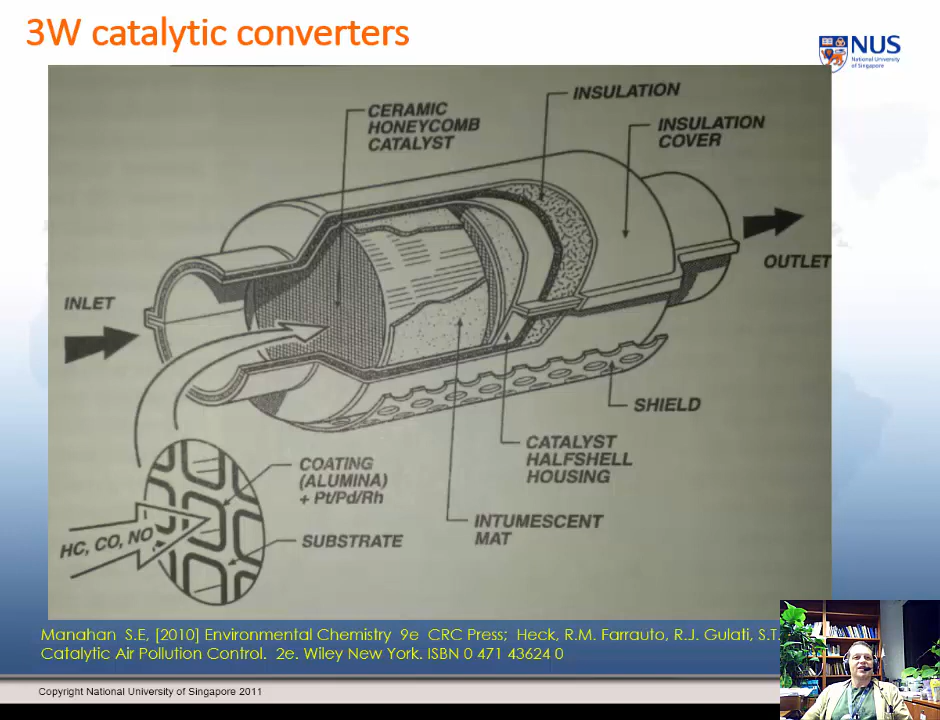 3W catalytic converters
NUS
National University
of Singapore
CERAMIC
HONEYCOMB
CATALYST
INSULATION
INSULATION
COVER
OUTLET
INLET
SHIELD
CATALYST
HALFSHELL
HOUSING
COATING
(ALUMINA)
+ Pt/Pd/Rh
INTUMESCENT
MAT
SUBSTRATE
HC, CO, NO
Manahan S.E, [2010] Environmental Chemistry 9e CRC Press; Heck, R.M. Farrauto, R.J. Gulati, S.T.
Catalytic Air Pollution Control. 2e. Wiley New York. ISBN 0 471 43624 0
Copyright National University of Singapore 2011